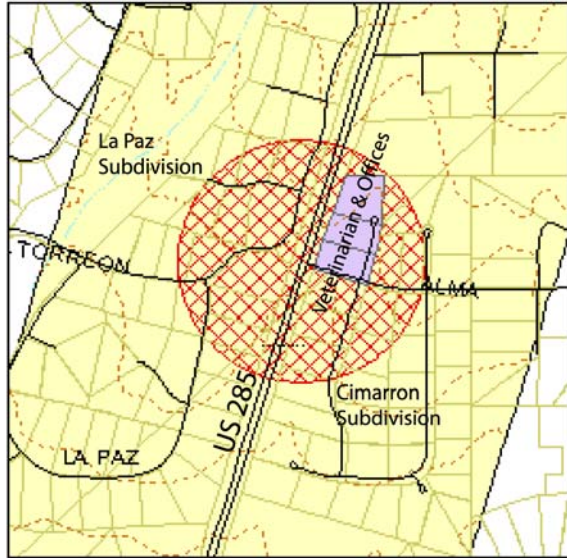 La Paz
Subdivision
Veterinarian & Offices
TORREON
ALMA
US 285
Cimarron
Subdivision
LA PAZ